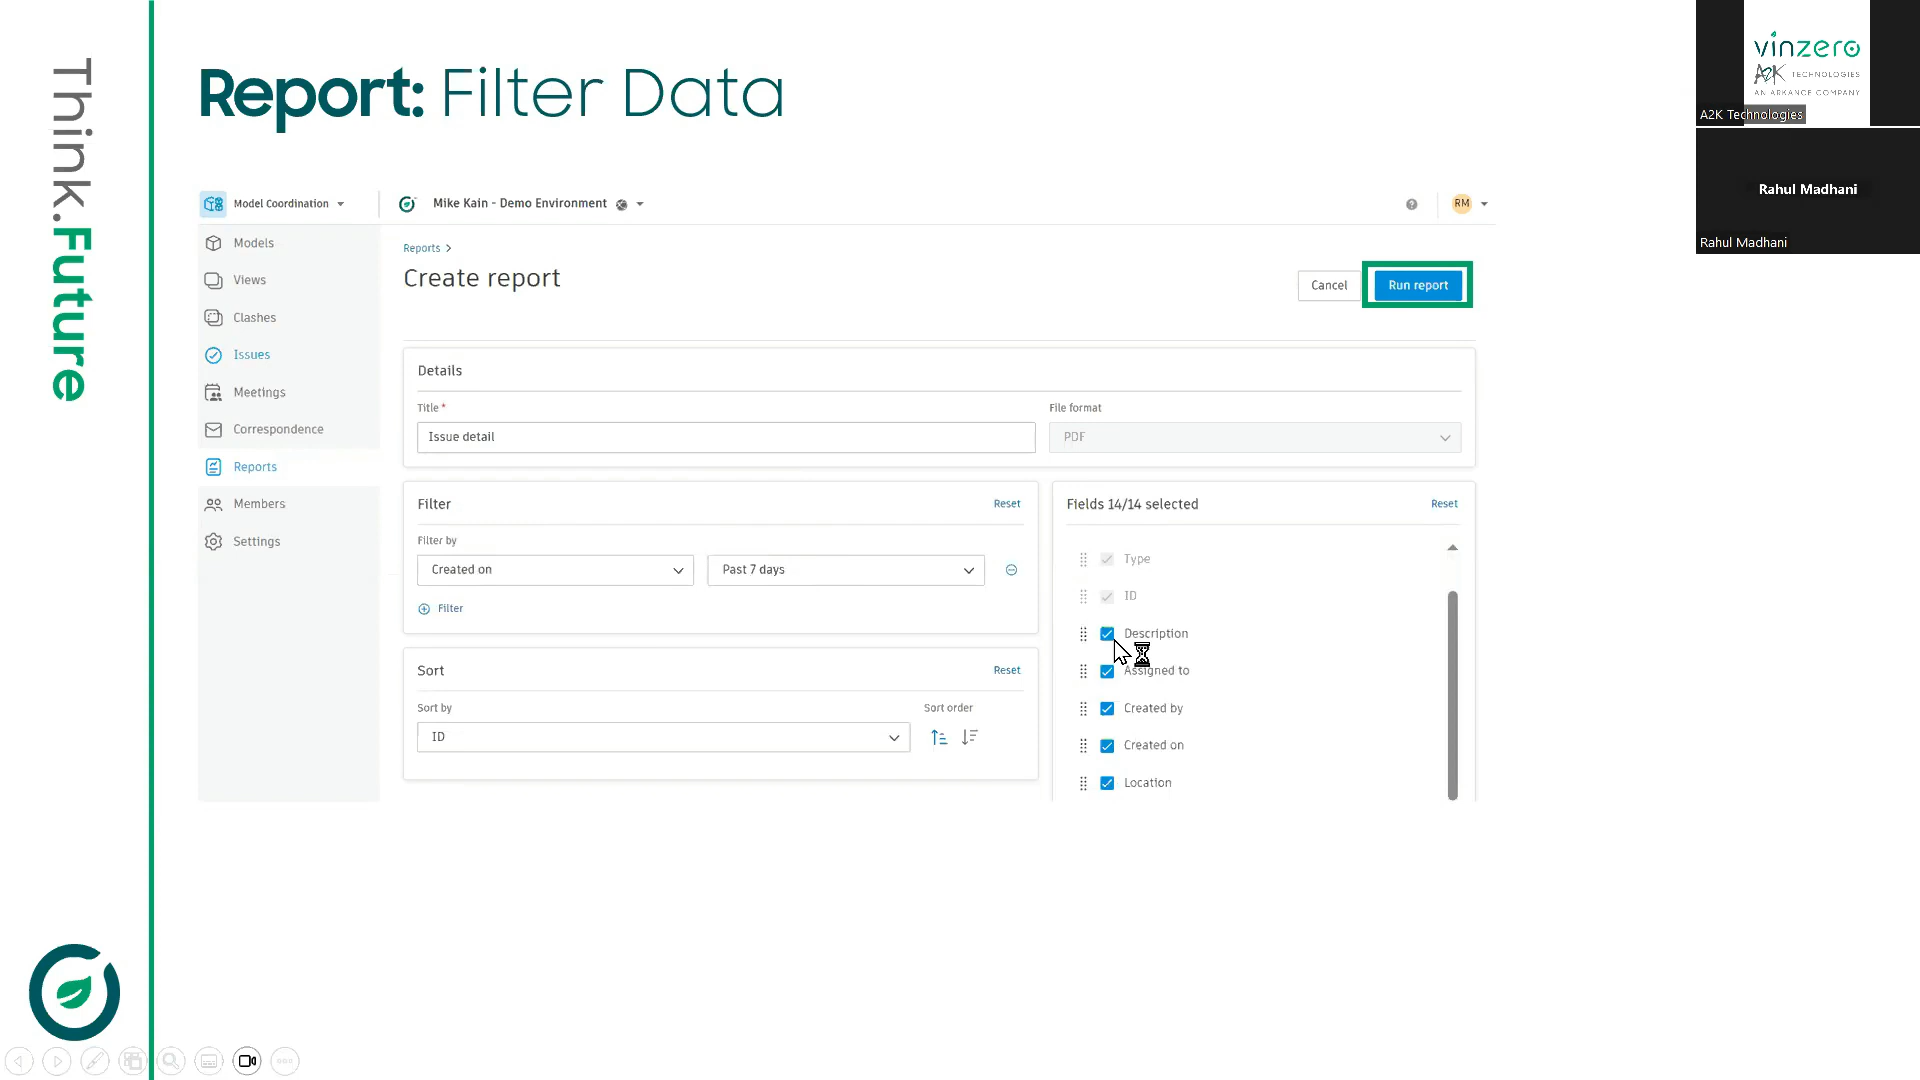 Think.Future
Report: Filter Data
Model Coordination
Mike Kain - Demo Environment
RM
Models
Views
Clashes
Issues
Meetings
Correspondence
Reports
Members
Settings
Reports
Create report
Cancel
Run report
Details
Title *
File format
Issue detail
PDF
Filter
Reset
Filter by
Created on
Past 7 days
Filter
Sort
Reset
Sort by
Sort order
ID
Fields 14/14 selected
Reset
Type
ID
Description
Assigned to
Created by
Created on
Location
vinzero
A2K TECHNOLOGIES
AN ARKANCE COMPANY
A2K Technologies
Rahul Madhani
Rahul Madhani